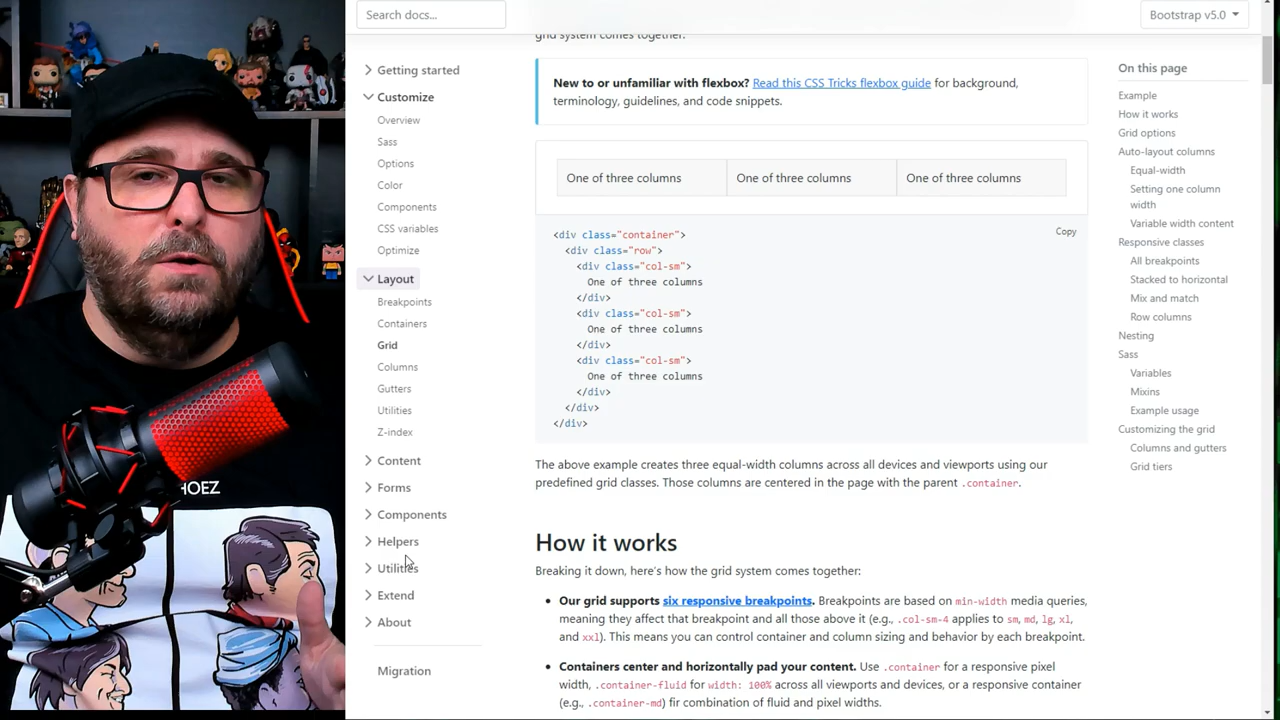 Search docs...
Bootstrap v5.0
grid system comes together.
Getting started
Customize
Overview
Sass
Options
Color
Components
CSS variables
Optimize
Layout
Breakpoints
Containers
Grid
Columns
Gutters
Utilities
Z-index
Content
Forms
Components
Helpers
Utilities
Extend
About
Migration
New to or unfamiliar with flexbox? Read this CSS Tricks flexbox guide for background,
terminology, guidelines, and code snippets.
One of three columns One of three columns One of three columns
Copy
<div class="container">
<div class="row">
<div class="col-sm">
One of three columns
</div>
<div class="col-sm">
One of three columns
</div>
<div class="col-sm">
One of three columns
</div>
</div>
</div>
The above example creates three equal-width columns across all devices and viewports using our
predefined grid classes. Those columns are centered in the page with the parent .container.
How it works
Breaking it down, here's how the grid system comes together:
• Our grid supports six responsive breakpoints. Breakpoints are based on min-width media queries,
meaning they affect that breakpoint and all those above it (e.g., .col-sm-4 applies to sm, md, lg, xl,
and xxl). This means you can control container and column sizing and behavior by each breakpoint.
• Containers center and horizontally pad your content. Use .container for a responsive pixel
width, .container-fluid for width: 100% across all viewports and devices, or a responsive container
(e.g., .container-md) fir combination of fluid and pixel widths.
On this page
Example
How it works
Grid options
Auto-layout columns
Equal-width
Setting one column
width
Variable width content
Responsive classes
All breakpoints
Stacked to horizontal
Mix and match
Row columns
Nesting
Sass
Variables
Mixins
Example usage
Customizing the grid
Columns and gutters
Grid tiers
HOEZ